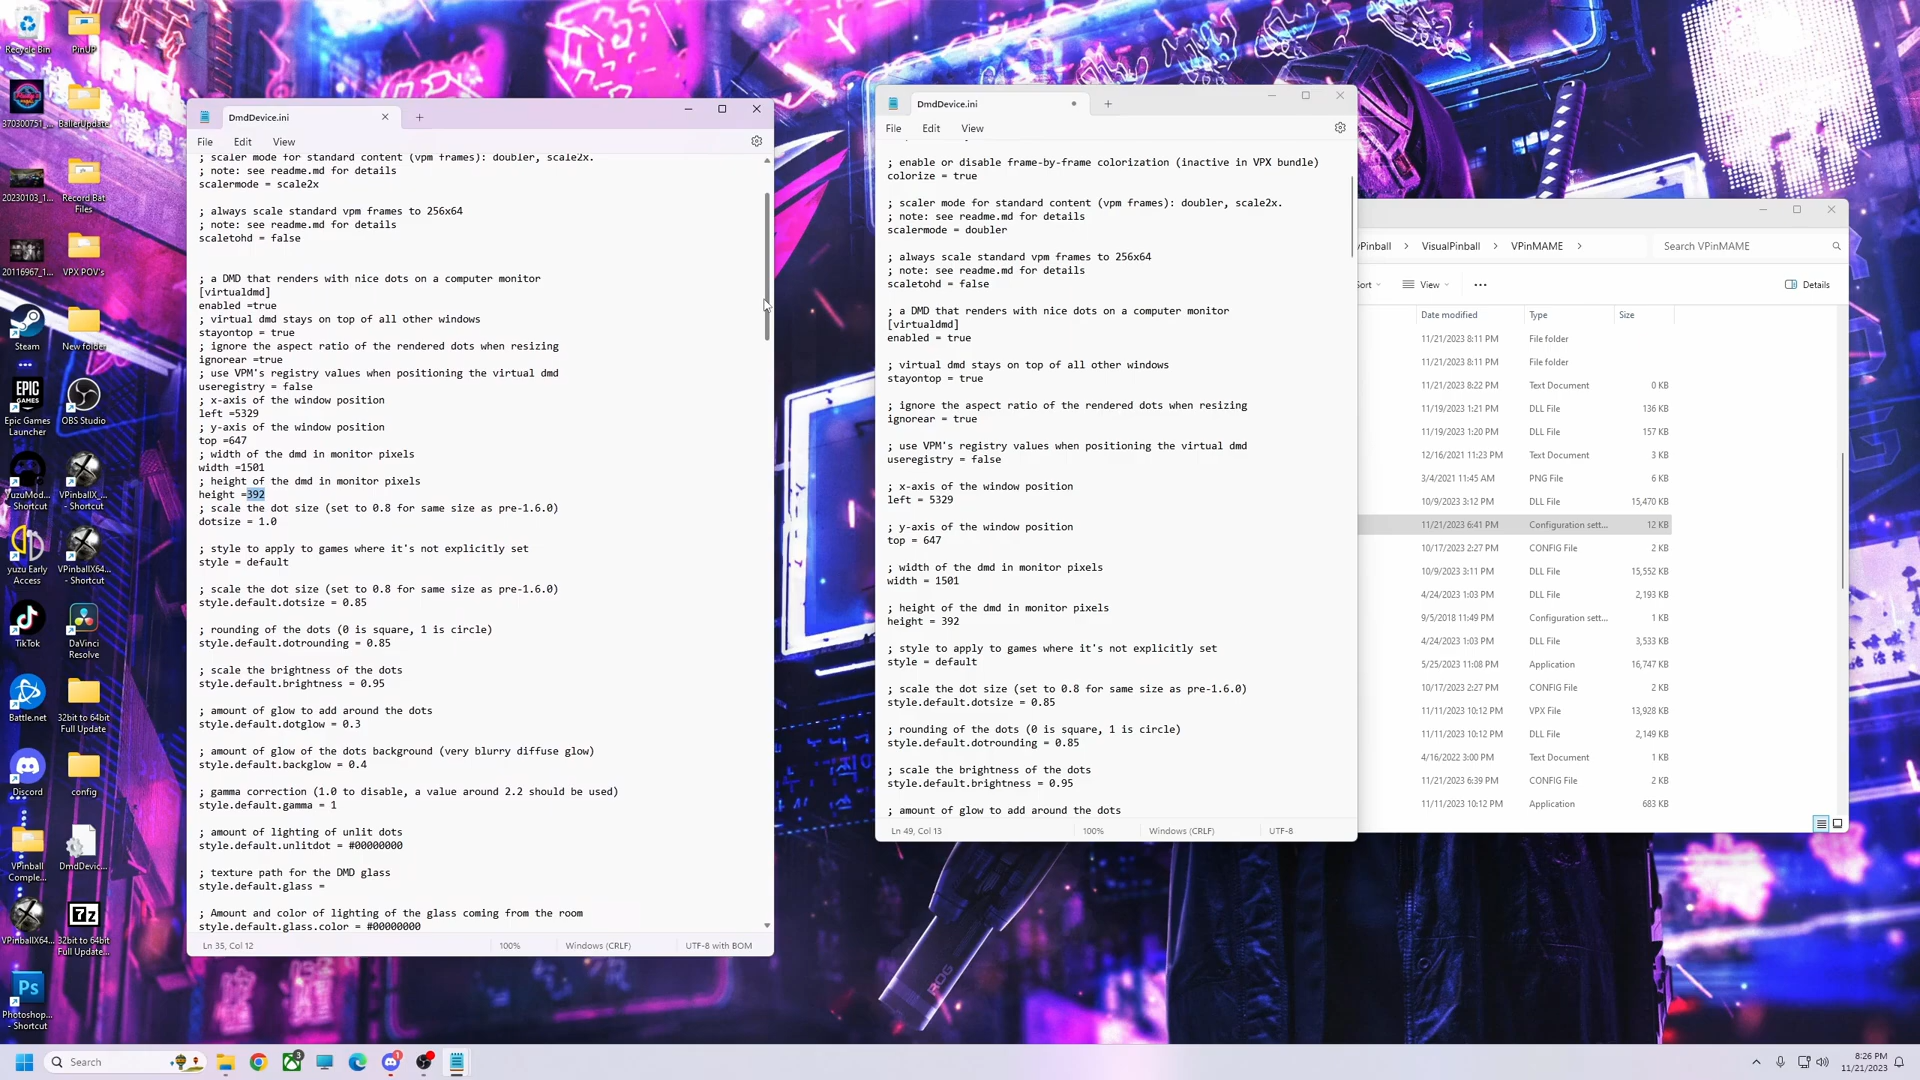 Recycle Bin
PinUP
370300751_...
BallerUpdate
20230103_1...
Record Bat
Files
20116967_1...
VPX POV's
Steam
New folder
Epic Games
Launcher
OBS Studio
YuzuMod...
- Shortcut
VPinballX_...
- Shortcut
yuzu Early
Access
VPinballX64...
- Shortcut
TikTok
DaVinci
Resolve
Battle.net
32bit to 64bit
Full Update
Discord
config
VPinball
Comple...
DmdDevic...
VPinballX64...
32bit to 64bit
Full Update...
Photoshop...
- Shortcut
DmdDevice.ini
File Edit View
; scaler mode for standard content (vpm frames): doubler, scale2x.
; note: see readme.md for details
scalermode = scale2x
; always scale standard vpm frames to 256x64
; note: see readme.md for details
scaletohd = false
; a DMD that renders with nice dots on a computer monitor
[virtualdmd]
enabled =true
; virtual dmd stays on top of all other windows
stayontop = true
; ignore the aspect ratio of the rendered dots when resizing
ignorear =true
; use VPM's registry values when positioning the virtual dmd
useregistry = false
; x-axis of the window position
left =5329
; y-axis of the window position
top =647
; width of the dmd in monitor pixels
width =1501
; height of the dmd in monitor pixels
height =392
; scale the dot size (set to 0.8 for same size as pre-1.6.0)
dotsize = 1.0
; style to apply to games where it's not explicitly set
style = default
; scale the dot size (set to 0.8 for same size as pre-1.6.0)
style.default.dotsize = 0.85
; rounding of the dots (0 is square, 1 is circle)
style.default.dotrounding = 0.85
; scale the brightness of the dots
style.default.brightness = 0.95
; amount of glow to add around the dots
style.default.dotglow = 0.3
; amount of glow of the dots background (very blurry diffuse glow)
style.default.backglow = 0.4
; gamma correction (1.0 to disable, a value around 2.2 should be used)
style.default.gamma = 1
; amount of lighting of unlit dots
style.default.unlitdot = #00000000
; texture path for the DMD glass
style.default.glass =
; Amount and color of lighting of the glass coming from the room
style.default.glass.color = #00000000
Ln 35, Col 12 100% Windows (CRLF) UTF-8 with BOM
DmdDevice.ini
File Edit View
; enable or disable frame-by-frame colorization (inactive in VPX bundle)
colorize = true
; scaler mode for standard content (vpm frames): doubler, scale2x.
; note: see readme.md for details
scalermode = doubler
; always scale standard vpm frames to 256x64
; note: see readme.md for details
scaletohd = false
; a DMD that renders with nice dots on a computer monitor
[virtualdmd]
enabled = true
; virtual dmd stays on top of all other windows
stayontop = true
; ignore the aspect ratio of the rendered dots when resizing
ignorear = true
; use VPM's registry values when positioning the virtual dmd
useregistry = false
; x-axis of the window position
left = 5329
; y-axis of the window position
top = 647
; width of the dmd in monitor pixels
width = 1501
; height of the dmd in monitor pixels
height = 392
; style to apply to games where it's not explicitly set
style = default
; scale the dot size (set to 0.8 for same size as pre-1.6.0)
style.default.dotsize = 0.85
; rounding of the dots (0 is square, 1 is circle)
style.default.dotrounding = 0.85
; scale the brightness of the dots
style.default.brightness = 0.95
; amount of glow to add around the dots
Ln 49, Col 13 100% Windows (CRLF) UTF-8
VisualPinball VPinMAME Search VPinMAME
View Details
Date modified Type Size
11/21/2023 8:11 PM File folder
11/21/2023 8:11 PM File folder
11/21/2023 8:22 PM Text Document 0 KB
11/19/2023 1:21 PM DLL File 136 KB
11/19/2023 1:20 PM DLL File 157 KB
12/16/2021 11:23 PM Text Document 3 KB
3/4/2021 11:45 AM PNG File 6 KB
10/9/2023 3:12 PM DLL File 15,470 KB
11/21/2023 6:41 PM Configuration sett... 12 KB
10/17/2023 2:27 PM CONFIG File 2 KB
10/9/2023 3:11 PM DLL File 15,552 KB
4/24/2023 1:03 PM DLL File 2,193 KB
9/5/2018 11:49 PM Configuration sett... 1 KB
4/24/2023 1:03 PM DLL File 3,533 KB
5/25/2023 11:08 PM Application 16,747 KB
10/17/2023 2:27 PM CONFIG File 2 KB
11/11/2023 10:12 PM VPX File 13,928 KB
11/11/2023 10:12 PM DLL File 2,149 KB
4/16/2022 3:00 PM Text Document 1 KB
11/21/2023 6:39 PM CONFIG File 2 KB
11/11/2023 10:12 PM Application 683 KB
Search
8:26 PM
11/21/2023